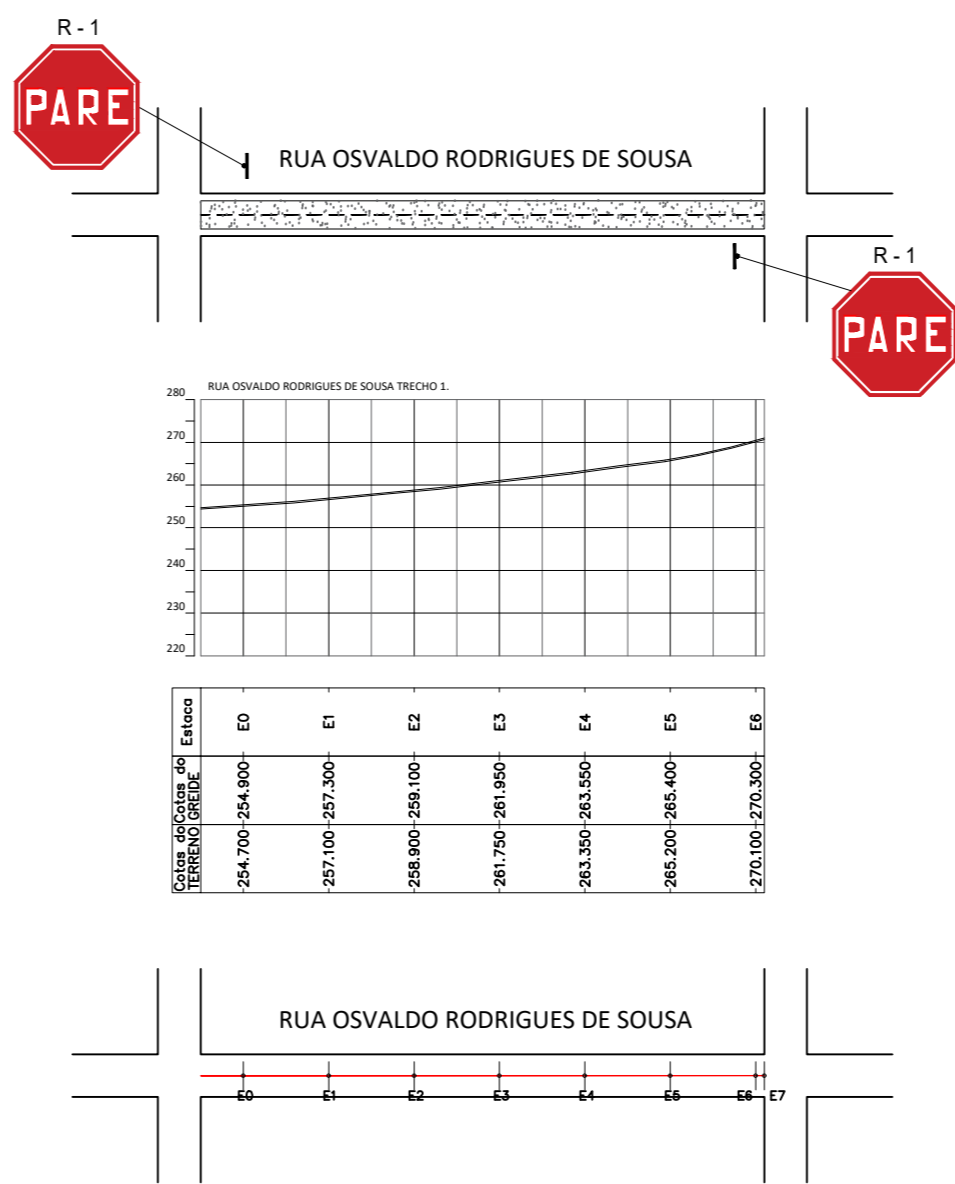 R - 1
PARE
RUA OSVALDO RODRIGUES DE SOUSA
R - 1
PARE
RUA OSVALDO RODRIGUES DE SOUSA TRECHO 1.
280
270
260
250
240
230
220
Estaca
E0
E1
E2
E3
E4
E5
E6
Cotas do
GREIDE
254.900
257.300
259.100
261.950
263.550
265.400
270.300
Cotas do
TERRENO
254.700
257.100
258.900
261.750
263.350
265.200
270.100
RUA OSVALDO RODRIGUES DE SOUSA
E0
E1
E2
E3
E4
E5
E6
E7